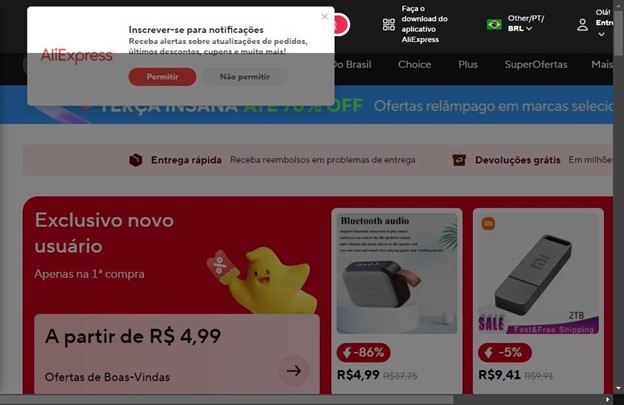 Inscrever-se para notificações
Receba alertas sobre atualizações de pedidos,
últimos descontos, cupons e muito mais!
AliExpress
Permitir
Não permitir
Faça o
download do
aplicativo
AliExpress
Other/PT/
BRL
Olá!
Entre
Do Brasil
Choice
Plus
SuperOfertas
Mais
TERÇA INSANA ATÉ 70% OFF
Ofertas relâmpago em marcas selecio
Entrega rápida
Receba reembolsos em problemas de entrega
Devoluções grátis
Em milhõe
Exclusivo novo
usuário
Apenas na 1ª compra
%
A partir de R$ 4,99
Ofertas de Boas-Vindas
Bluetooth audio
-86%
R$4,99 R$37,75
2TB
SALE
Fast&Free Shipping
-5%
R$9,41 R$9,91